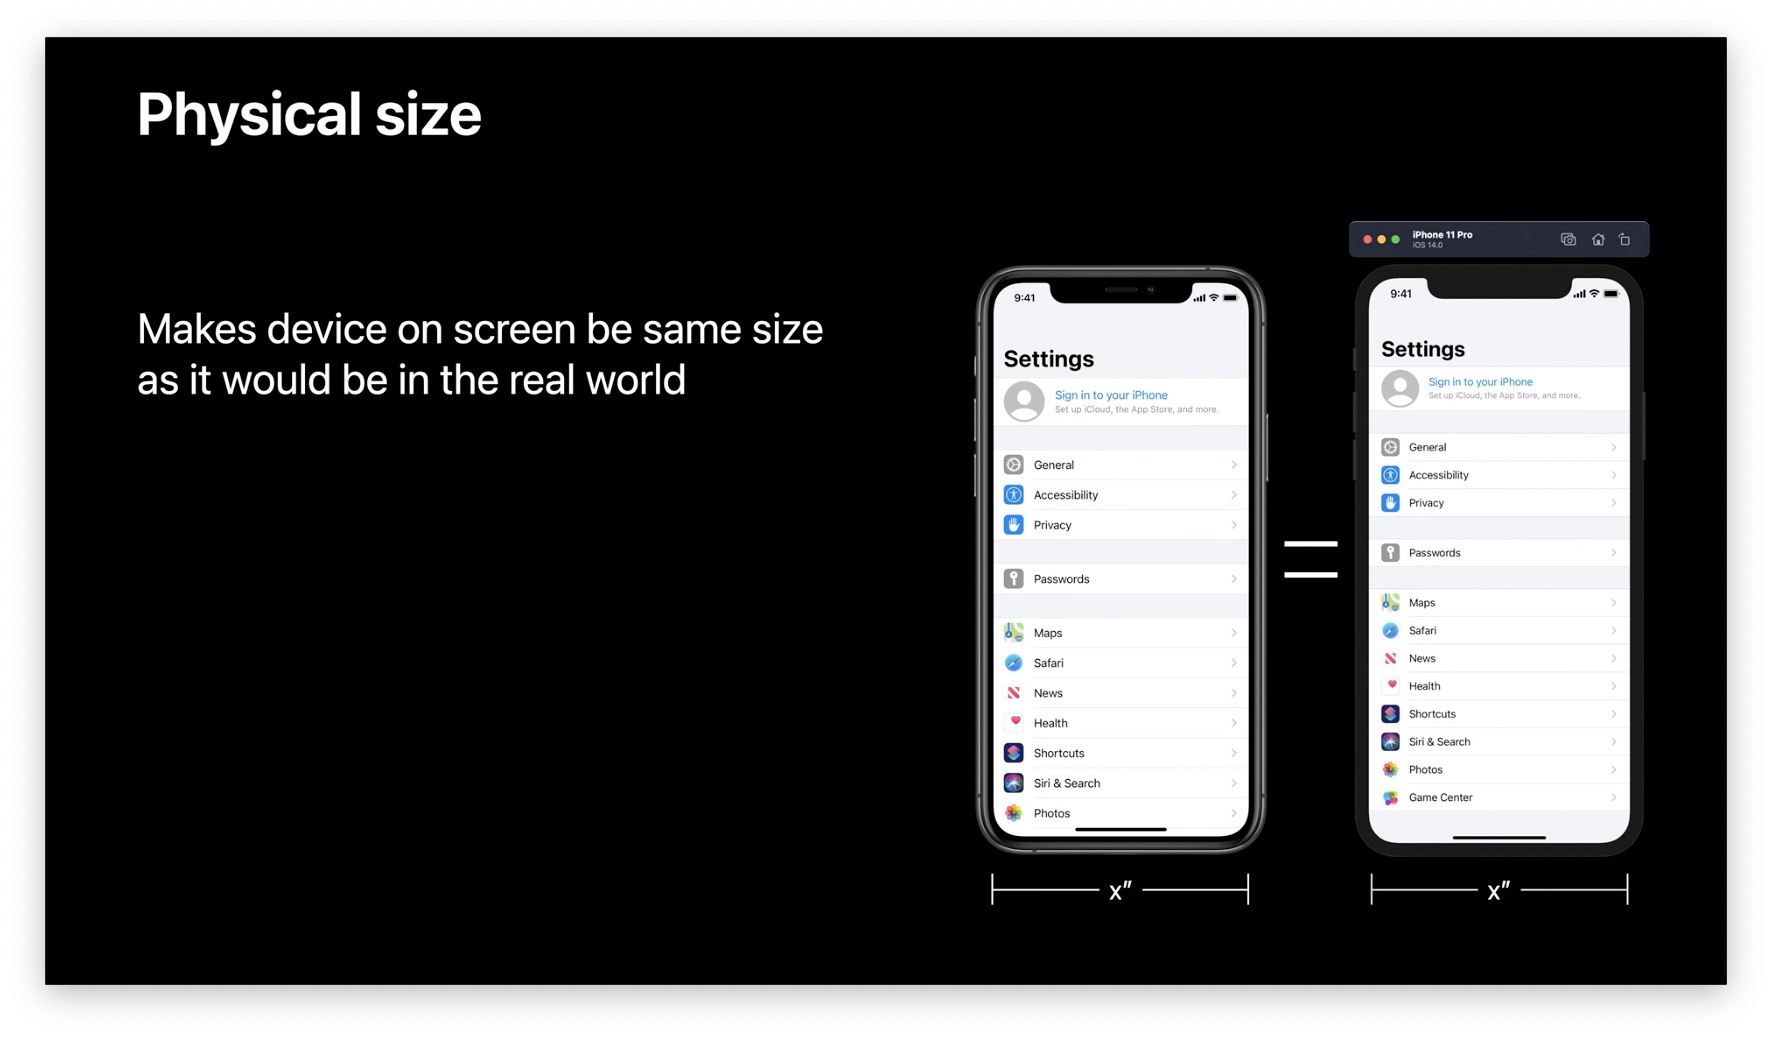 Physical size
Makes device on screen be same size
as it would be in the real world
9:41
Settings
Sign in to your iPhone
Set up iCloud, the App Store, and more.
General
Accessibility
Privacy
Passwords
Maps
Safari
News
Health
Shortcuts
Siri & Search
Photos
x″
iPhone 11 Pro
iOS 14.0
9:41
Settings
Sign in to your iPhone
Set up iCloud, the App Store, and more.
General
Accessibility
Privacy
Passwords
Maps
Safari
News
Health
Shortcuts
Siri & Search
Photos
Game Center
x″